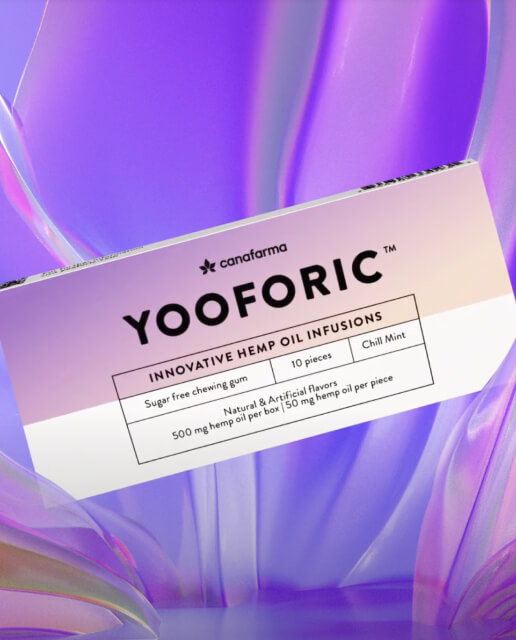 canafarma
YOOFORIC™
INNOVATIVE HEMP OIL INFUSIONS
Sugar free chewing gum
10 pieces
Chill Mint
Natural & Artificial flavors
500 mg hemp oil per box | 50 mg hemp oil per piece